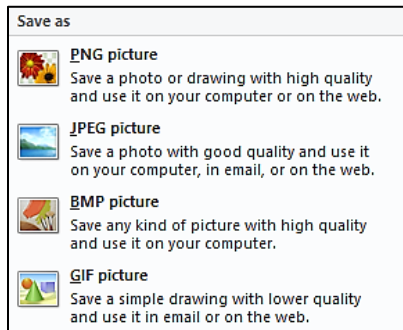 Save as
PNG picture
Save a photo or drawing with high quality
and use it on your computer or on the web.
JPEG picture
Save a photo with good quality and use it
on your computer, in email, or on the web.
BMP picture
Save any kind of picture with high quality
and use it on your computer.
GIF picture
Save a simple drawing with lower quality
and use it in email or on the web.